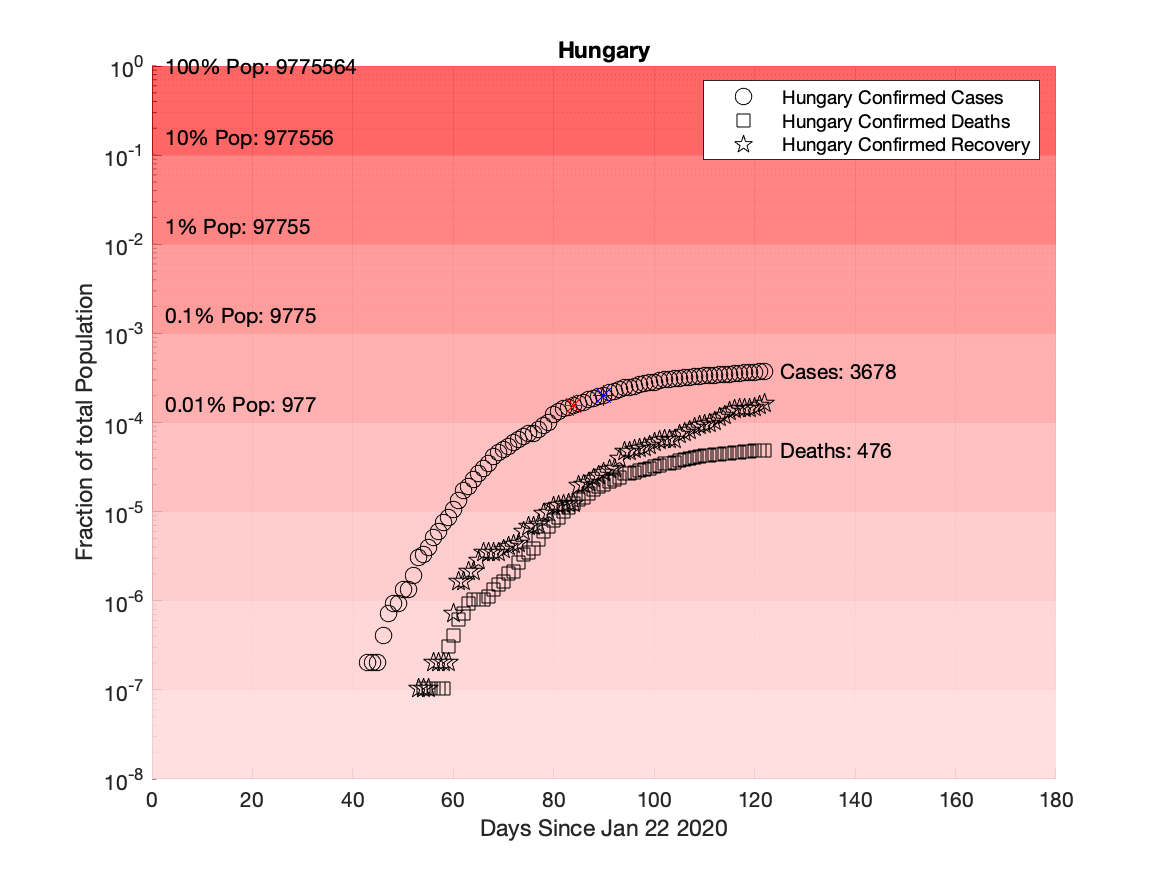 Hungary
10^0
100% Pop: 9775564
Hungary Confirmed Cases
Hungary Confirmed Deaths
Hungary Confirmed Recovery
10% Pop: 977556
10^-1
1% Pop: 97755
10^-2
0.1% Pop: 9775
10^-3
Cases: 3678
0.01% Pop: 977
10^-4
Deaths: 476
10^-5
10^-6
10^-7
10^-8
Fraction of total Population
0 20 40 60 80 100 120 140 160 180
Days Since Jan 22 2020